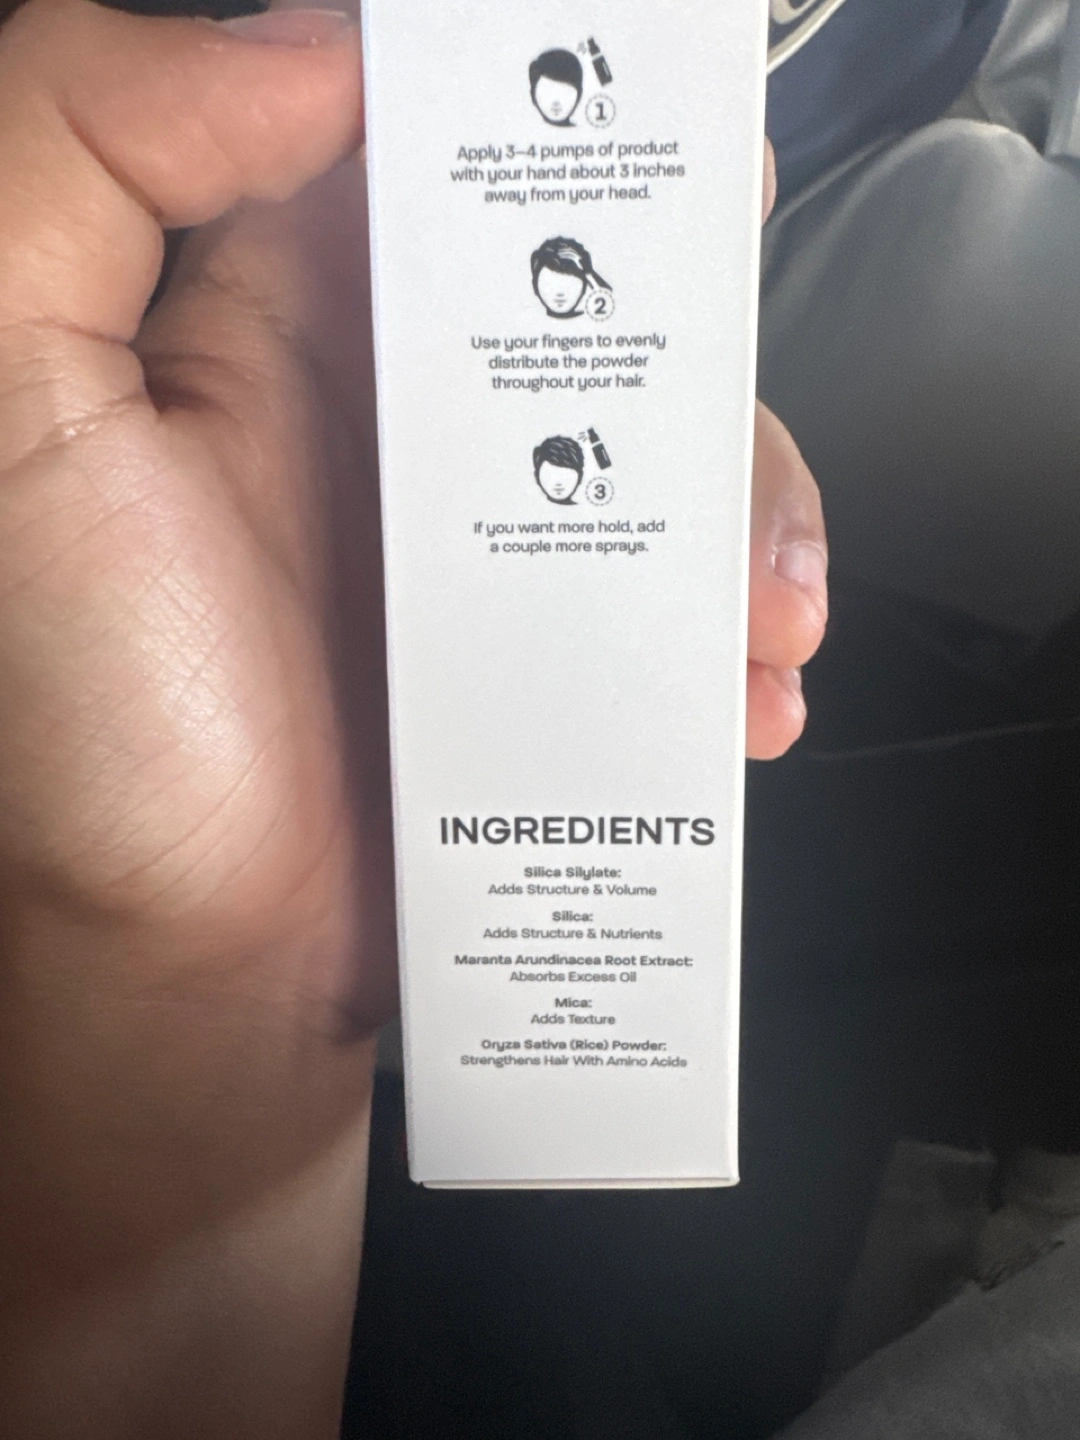 1
Apply 3–4 pumps of product
with your hand about 3 inches
away from your head.
2
Use your fingers to evenly
distribute the powder
throughout your hair.
3
If you want more hold, add
a couple more sprays.
INGREDIENTS
Silica Silylate:
Adds Structure & Volume
Silica:
Adds Structure & Nutrients
Maranta Arundinacea Root Extract:
Absorbs Excess Oil
Mica:
Adds Texture
Oryza Sativa (Rice) Powder:
Strengthens Hair With Amino Acids